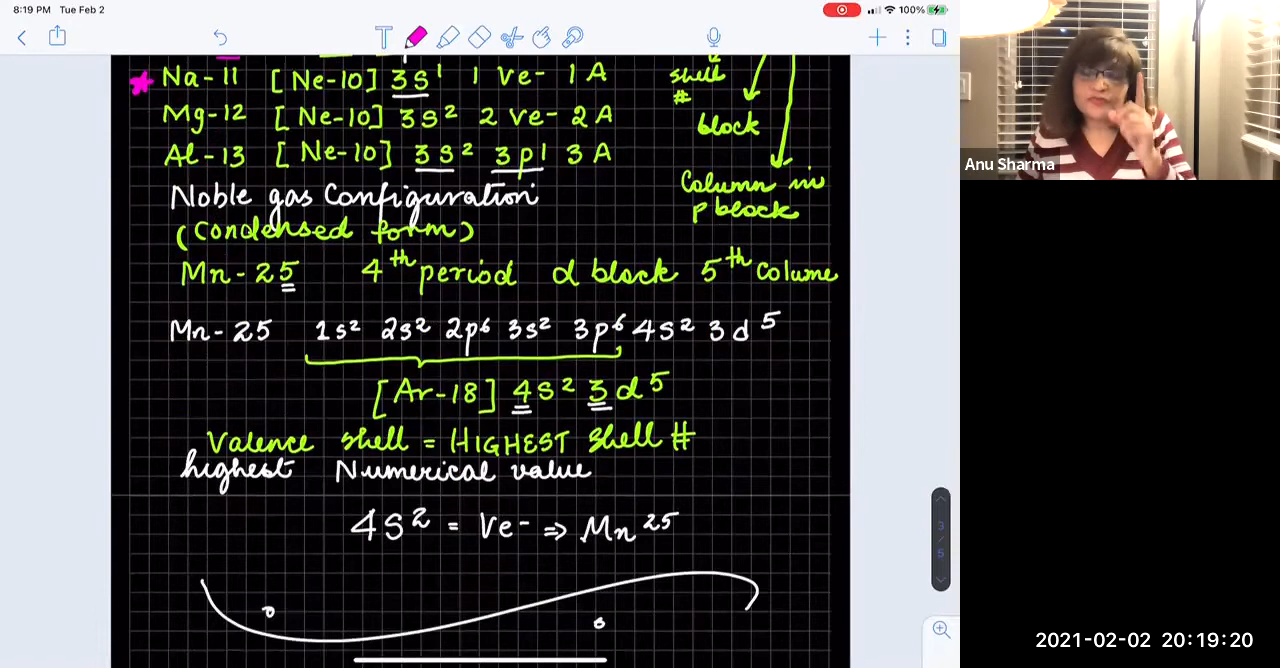 8:19 PM Tue Feb 2
100%
Na-11 [Ne-10] 3s¹ 1 Ve- 1A
Mg-12 [Ne-10] 3s² 2 Ve- 2A
Al-13 [Ne-10] 3s² 3p¹ 3A
shell
#
block
Column in
p block
Noble gas Configuration
(Condensed form)
Mn-25 4th period d block 5th Colume
Mn-25 1s² 2s² 2p⁶ 3s² 3p⁶ 4s² 3d⁵
[Ar-18] 4s² 3d⁵
Valence shell = HIGHEST Shell #
highest Numerical value
4s² = Ve- ⇒ Mn²⁵
3
5
Anu Sharma
2021-02-02 20:19:20